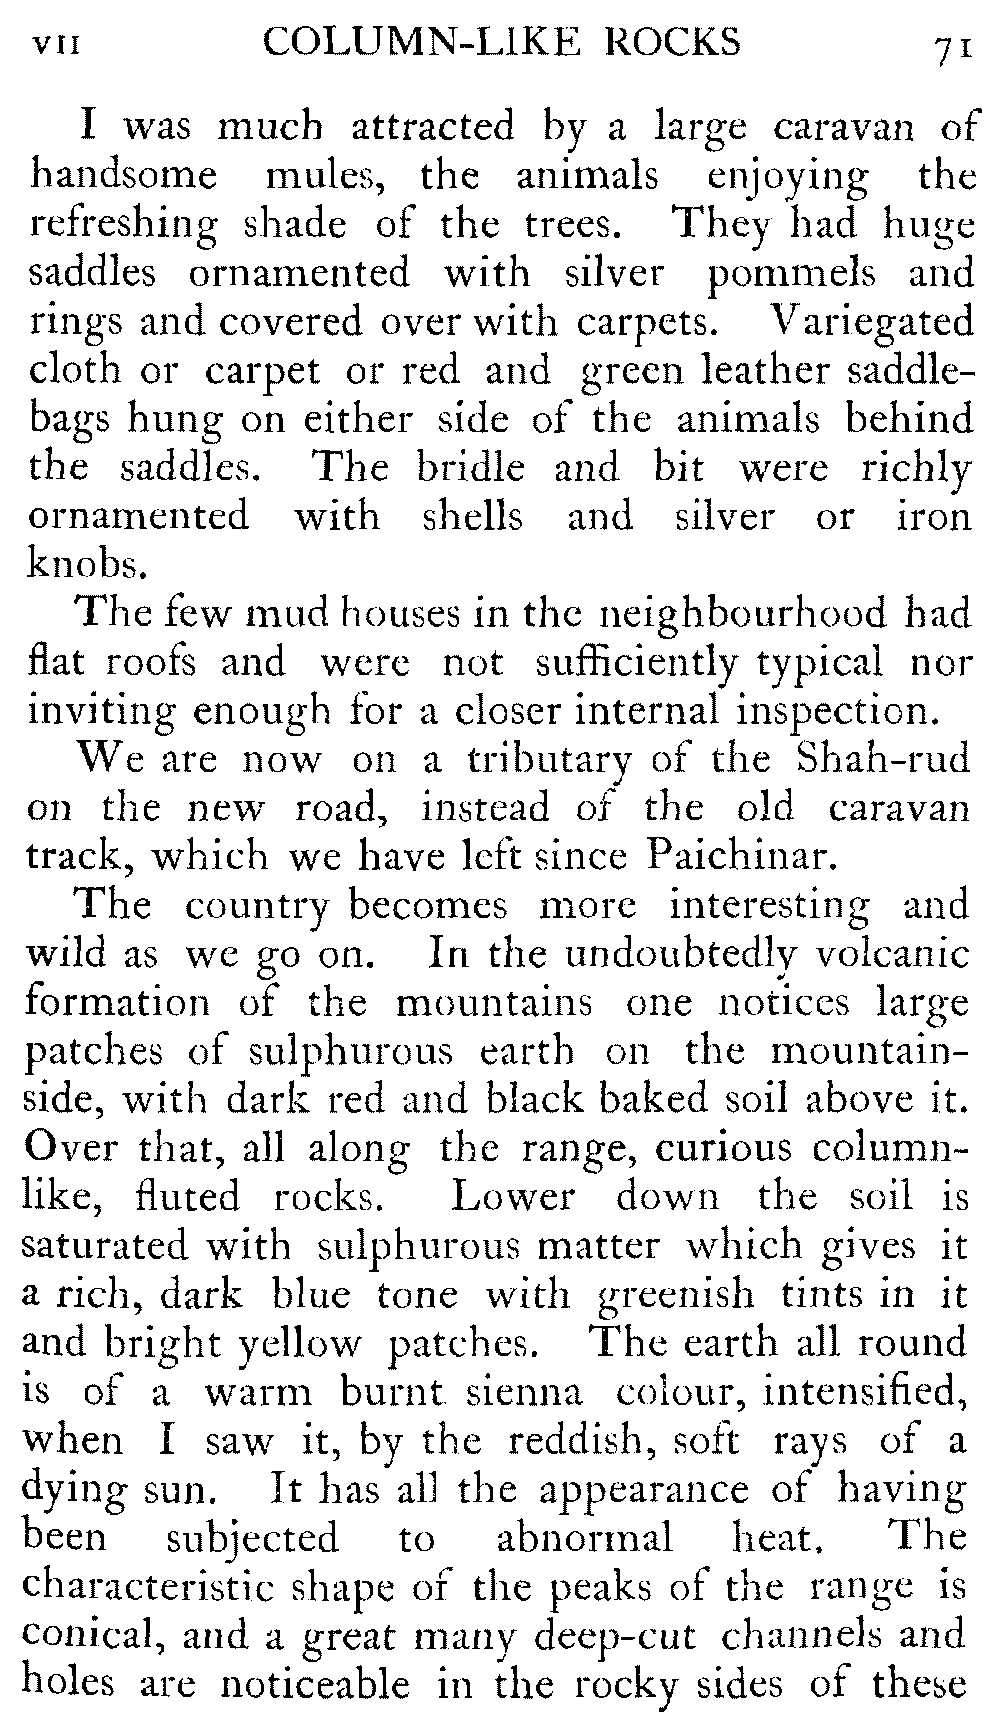 VII COLUMN-LIKE ROCKS 71
I was much attracted by a large caravan of
handsome mules, the animals enjoying the
refreshing shade of the trees. They had huge
saddles ornamented with silver pommels and
rings and covered over with carpets. Variegated
cloth or carpet or red and green leather saddle-
bags hung on either side of the animals behind
the saddles. The bridle and bit were richly
ornamented with shells and silver or iron
knobs.
The few mud houses in the neighbourhood had
flat roofs and were not sufficiently typical nor
inviting enough for a closer internal inspection.
We are now on a tributary of the Shah-rud
on the new road, instead of the old caravan
track, which we have left since Paichinar.
The country becomes more interesting and
wild as we go on. In the undoubtedly volcanic
formation of the mountains one notices large
patches of sulphurous earth on the mountain-
side, with dark red and black baked soil above it.
Over that, all along the range, curious column-
like, fluted rocks. Lower down the soil is
saturated with sulphurous matter which gives it
a rich, dark blue tone with greenish tints in it
and bright yellow patches. The earth all round
is of a warm burnt sienna colour, intensified,
when I saw it, by the reddish, soft rays of a
dying sun. It has all the appearance of having
been subjected to abnormal heat. The
characteristic shape of the peaks of the range is
conical, and a great many deep-cut channels and
holes are noticeable in the rocky sides of these